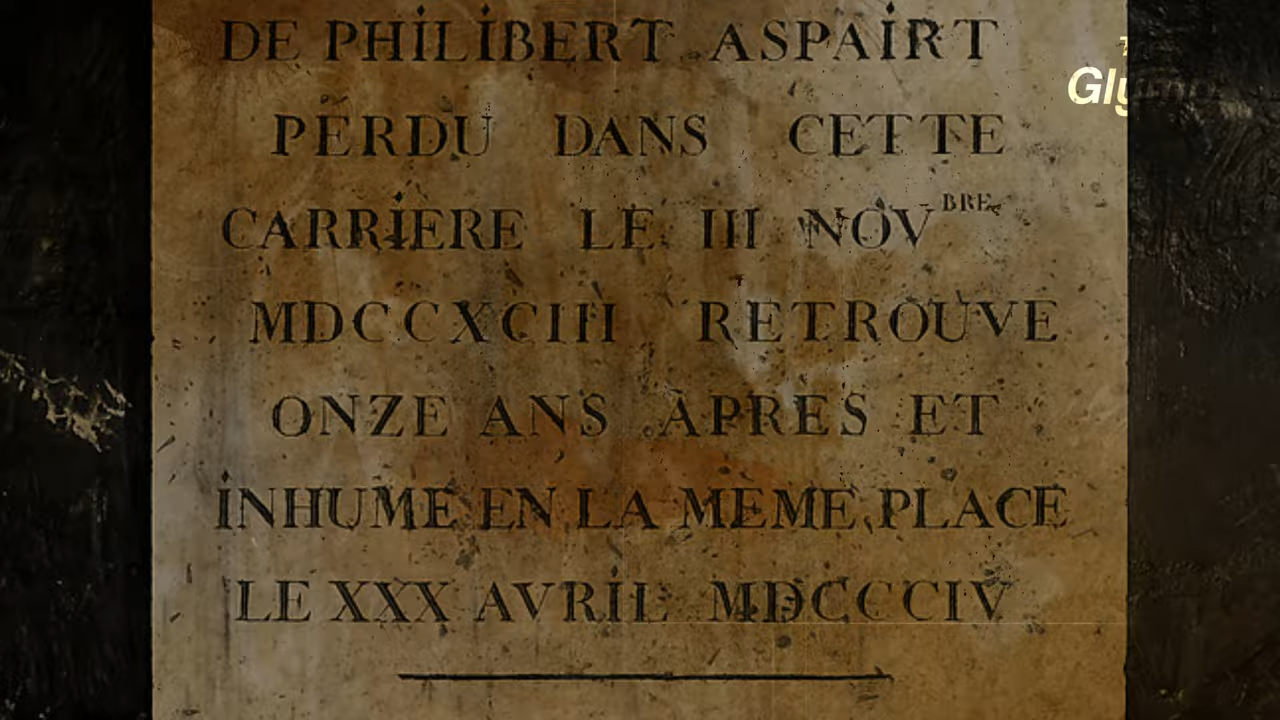 DE PHILIBERT ASPAIRT
PERDU DANS CETTE
CARRIERE LE III NOVBRE
MDCCXCIII RETROUVE
ONZE ANS APRES ET
INHUME EN LA MEME PLACE
LE XXX AVRIL MDCCCIV